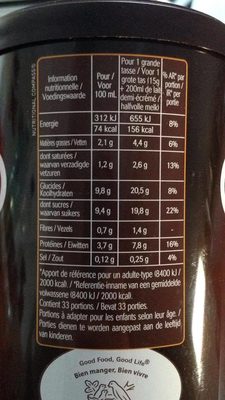 NUTRITIONAL COMPASS®
Information
nutritionnelle /
Voedingswaarde
Pour /
Voor
100 mL
Pour 1 grande
tasse / Voor 1
grote tas (15g
+ 200ml de lait
demi-écrémé /
halfvolle melk)
% AR* par
portion /
IR* per
portie
Energie
312 kJ 655 kJ
74 kcal 156 kcal
8%
Matières grasses / Vetten 2,1 g 4,4 g 6%
dont saturées /
waarvan verzadigde
vetzuren
1,2 g 2,6 g 13%
Glucides /
Koolhydraten
9,8 g 20,5 g 8%
dont sucres /
waarvan suikers
9,4 g 19,8 g 22%
Fibres / Vezels 0,7 g 1,4 g -
Protéines / Eiwitten 3,7 g 7,8 g 16%
Sel / Zout 0,12 g 0,25 g 4%
*Apport de référence pour un adulte-type (8400 kJ /
2000 kcal). / *Referentie-inname van een gemiddelde
volwassene (8400 kJ / 2000 kcal).
Contient 33 portions. / Bevat 33 porties.
Portions à adapter pour les enfants selon leur âge. /
Porties dienen te worden aangepast aan de leeftijd
van kinderen.
Good Food, Good Life®
Bien manger, Bien vivre